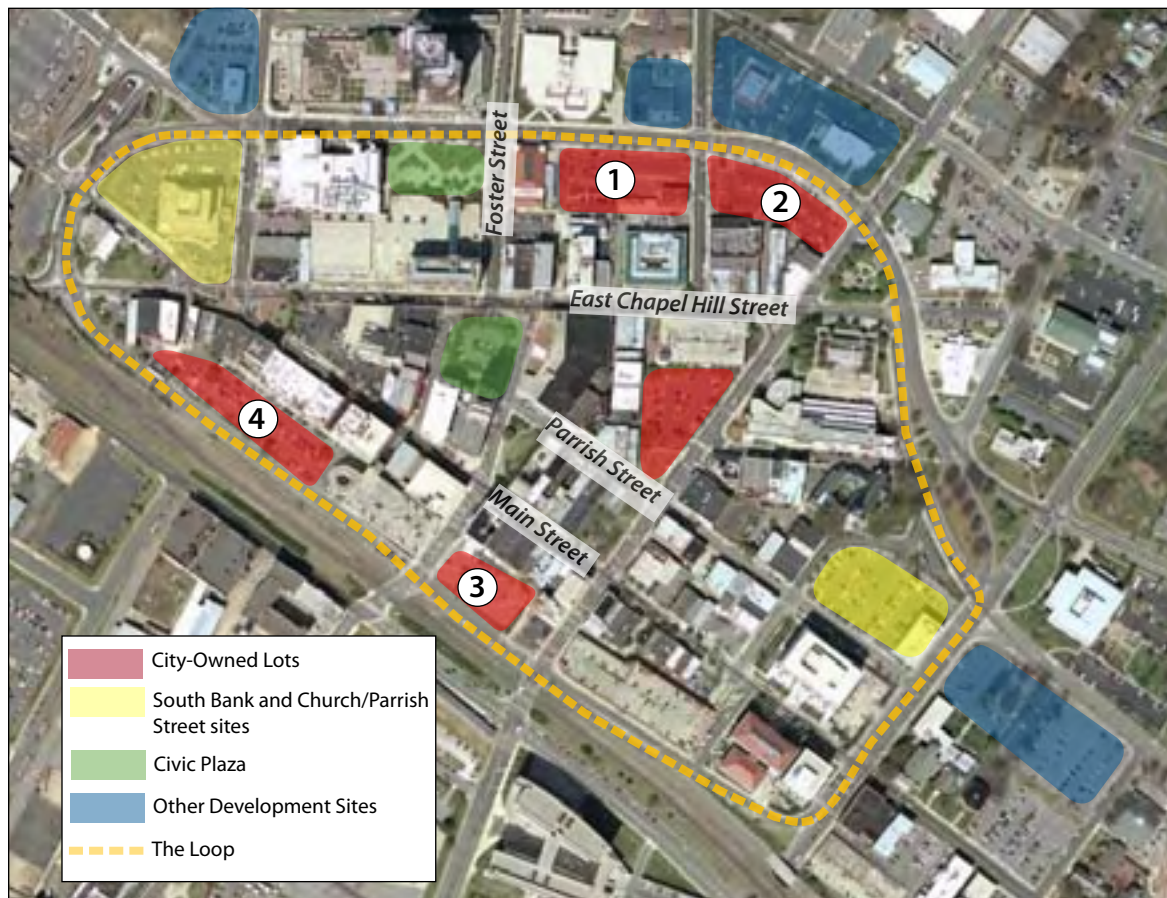 Foster Street
1
2
East Chapel Hill Street
4
Parrish Street
Main Street
3
City-Owned Lots
South Bank and Church/Parrish
Street sites
Civic Plaza
Other Development Sites
The Loop